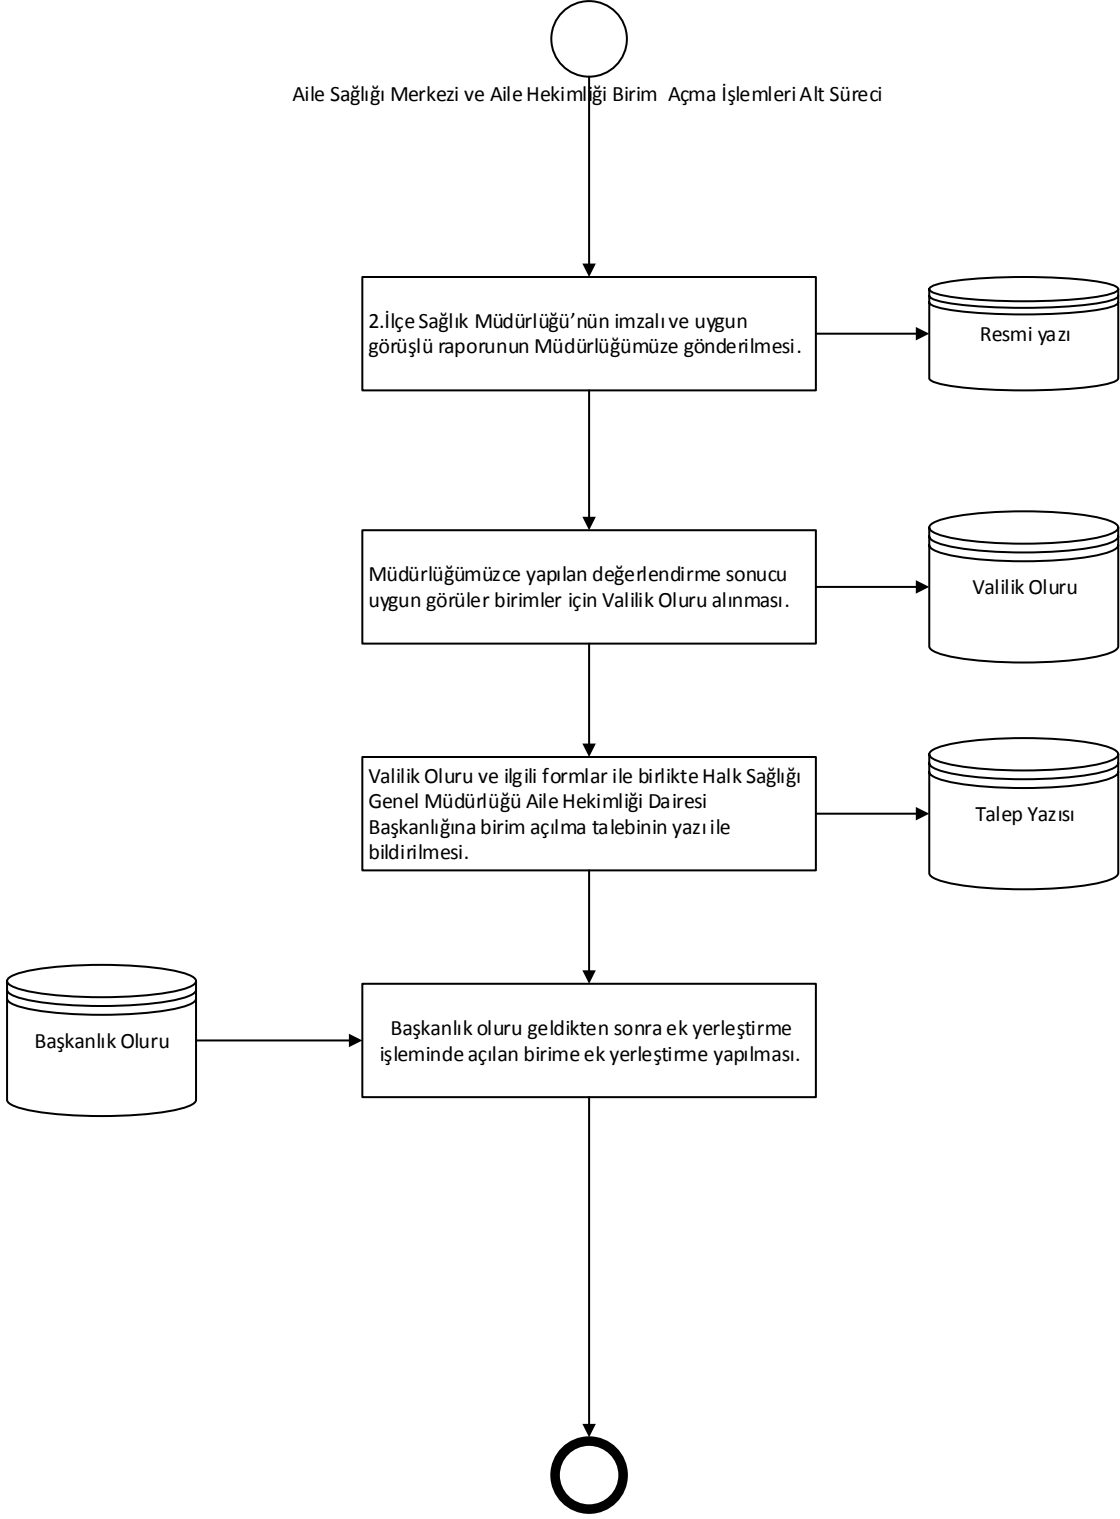 Aile Sağlığı Merkezi ve Aile Hekimliği Birim  Açma İşlemleri Alt Süreci
2.İlçe Sağlık Müdürlüğü’nün imzalı ve uygun
görüşlü raporunun Müdürlüğümüze gönderilmesi.
Resmi yazı
Müdürlüğümüzce yapılan değerlendirme sonucu
uygun görüler birimler için Valilik Oluru alınması.
Valilik Oluru
Valilik Oluru ve ilgili formlar ile birlikte Halk Sağlığı
Genel Müdürlüğü Aile Hekimliği Dairesi
Başkanlığına birim açılma talebinin yazı ile
bildirilmesi.
Talep Yazısı
Başkanlık Oluru
Başkanlık oluru geldikten sonra ek yerleştirme
işleminde açılan birime ek yerleştirme yapılması.